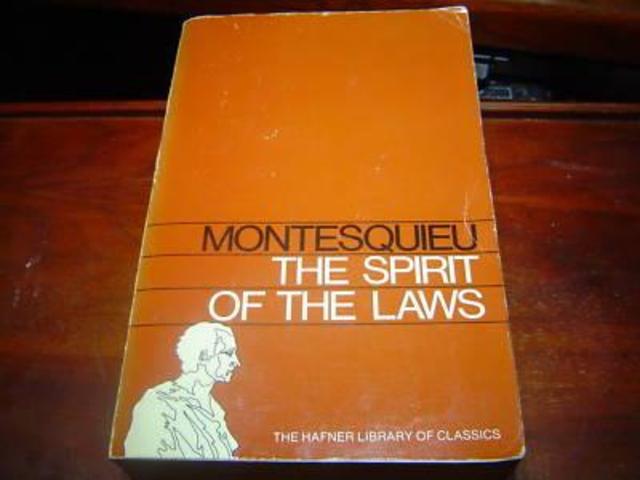 MONTESQUIEU
THE SPIRIT
OF THE LAWS
THE HAFNER LIBRARY OF CLASSICS